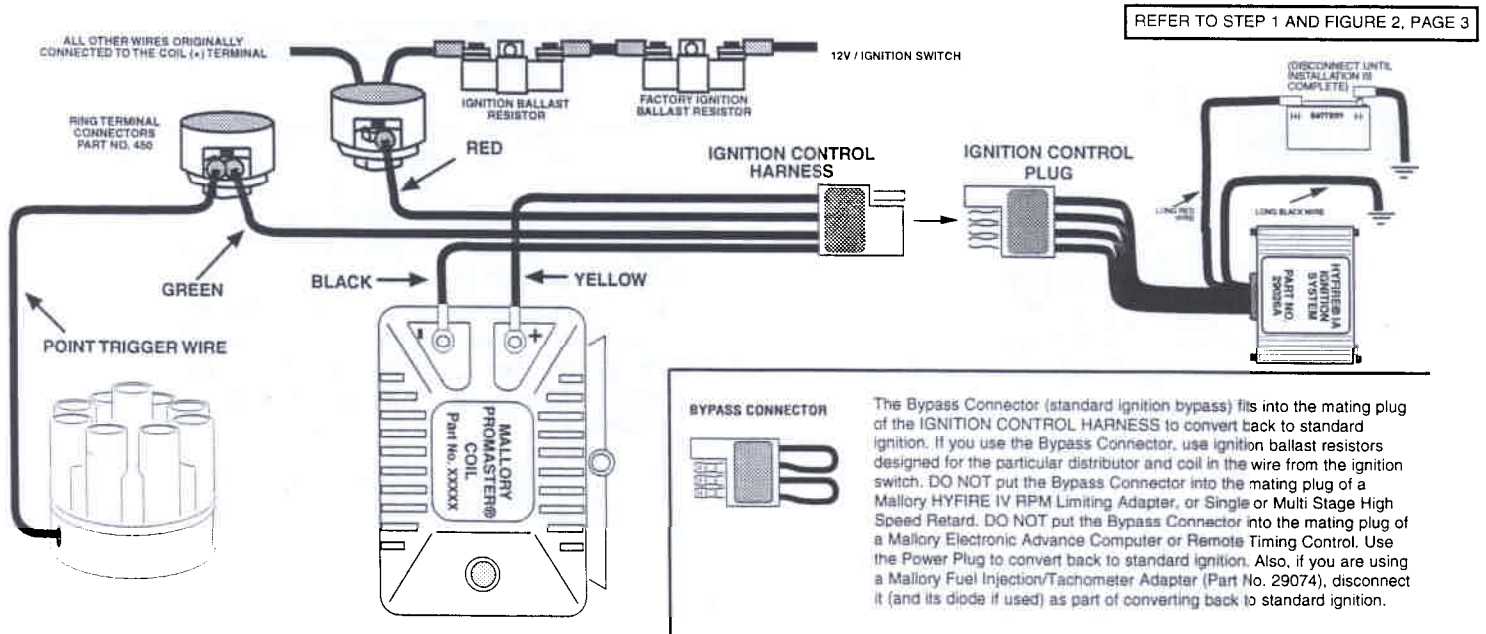 REFER TO STEP 1 AND FIGURE 2, PAGE 3
ALL OTHER WIRES ORIGINALLY
CONNECTED TO THE COIL (+) TERMINAL
12V / IGNITION SWITCH
IGNITION BALLAST
RESISTOR
FACTORY IGNITION
BALLAST RESISTOR
(DISCONNECT UNTIL
INSTALLATION IS
COMPLETE)
(+) BATTERY (-)
RING TERMINAL
CONNECTORS
PART NO. 450
RED
IGNITION CONTROL
HARNESS
IGNITION CONTROL
PLUG
LONG RED
WIRE
LONG BLACK WIRE
GREEN
BLACK
YELLOW
HYFIRE® IA
IGNITION
SYSTEM
PART NO.
29026A
POINT TRIGGER WIRE
-
+
MALLORY
PROMASTER®
COIL
Part No. XXXXX
BYPASS CONNECTOR
The Bypass Connector (standard ignition bypass) fits into the mating plug
of the IGNITION CONTROL HARNESS to convert back to standard
ignition. If you use the Bypass Connector, use ignition ballast resistors
designed for the particular distributor and coil in the wire from the ignition
switch. DO NOT put the Bypass Connector into the mating plug of a
Mallory HYFIRE IV RPM Limiting Adapter, or Single or Multi Stage High
Speed Retard. DO NOT put the Bypass Connector into the mating plug of
a Mallory Electronic Advance Computer or Remote Timing Control. Use
the Power Plug to convert back to standard ignition. Also, if you are using
a Mallory Fuel Injection/Tachometer Adapter (Part No. 29074), disconnect
it (and its diode if used) as part of converting back to standard ignition.